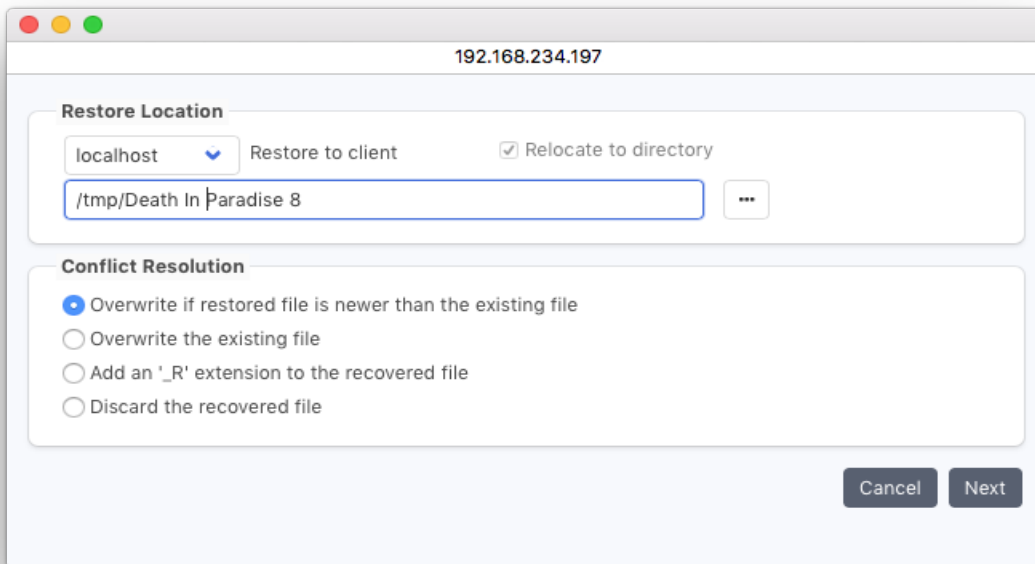 192.168.234.197
Restore Location
localhost Restore to client Relocate to directory
/tmp/Death In Paradise 8 ...
Conflict Resolution
Overwrite if restored file is newer than the existing file
Overwrite the existing file
Add an '_R' extension to the recovered file
Discard the recovered file
Cancel Next